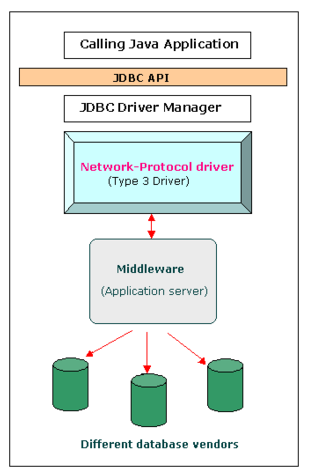 Calling Java Application
JDBC API
JDBC Driver Manager
Network-Protocol driver
(Type 3 Driver)
Middleware
(Application server)
Different database vendors